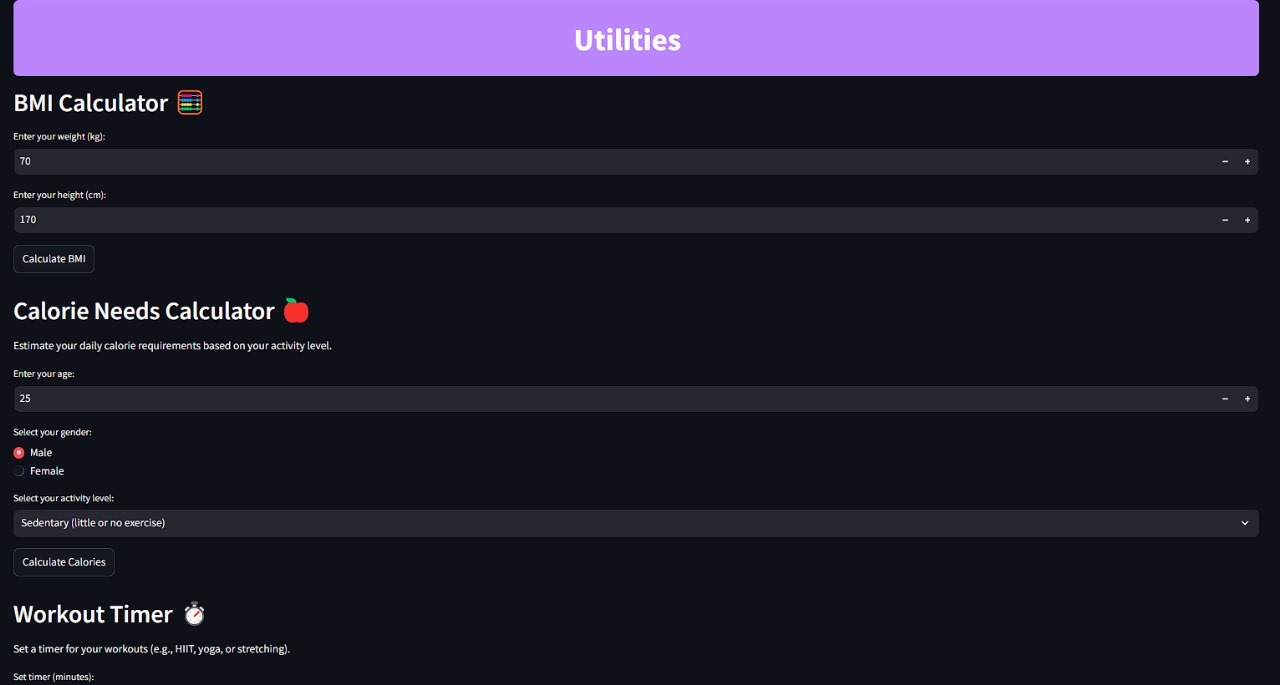 Utilities
BMI Calculator
Enter your weight (kg):
70
Enter your height (cm):
170
Calculate BMI
Calorie Needs Calculator
Estimate your daily calorie requirements based on your activity level.
Enter your age:
25
Select your gender:
Male
Female
Select your activity level:
Sedentary (little or no exercise)
Calculate Calories
Workout Timer
Set a timer for your workouts (e.g., HIIT, yoga, or stretching).
Set timer (minutes):